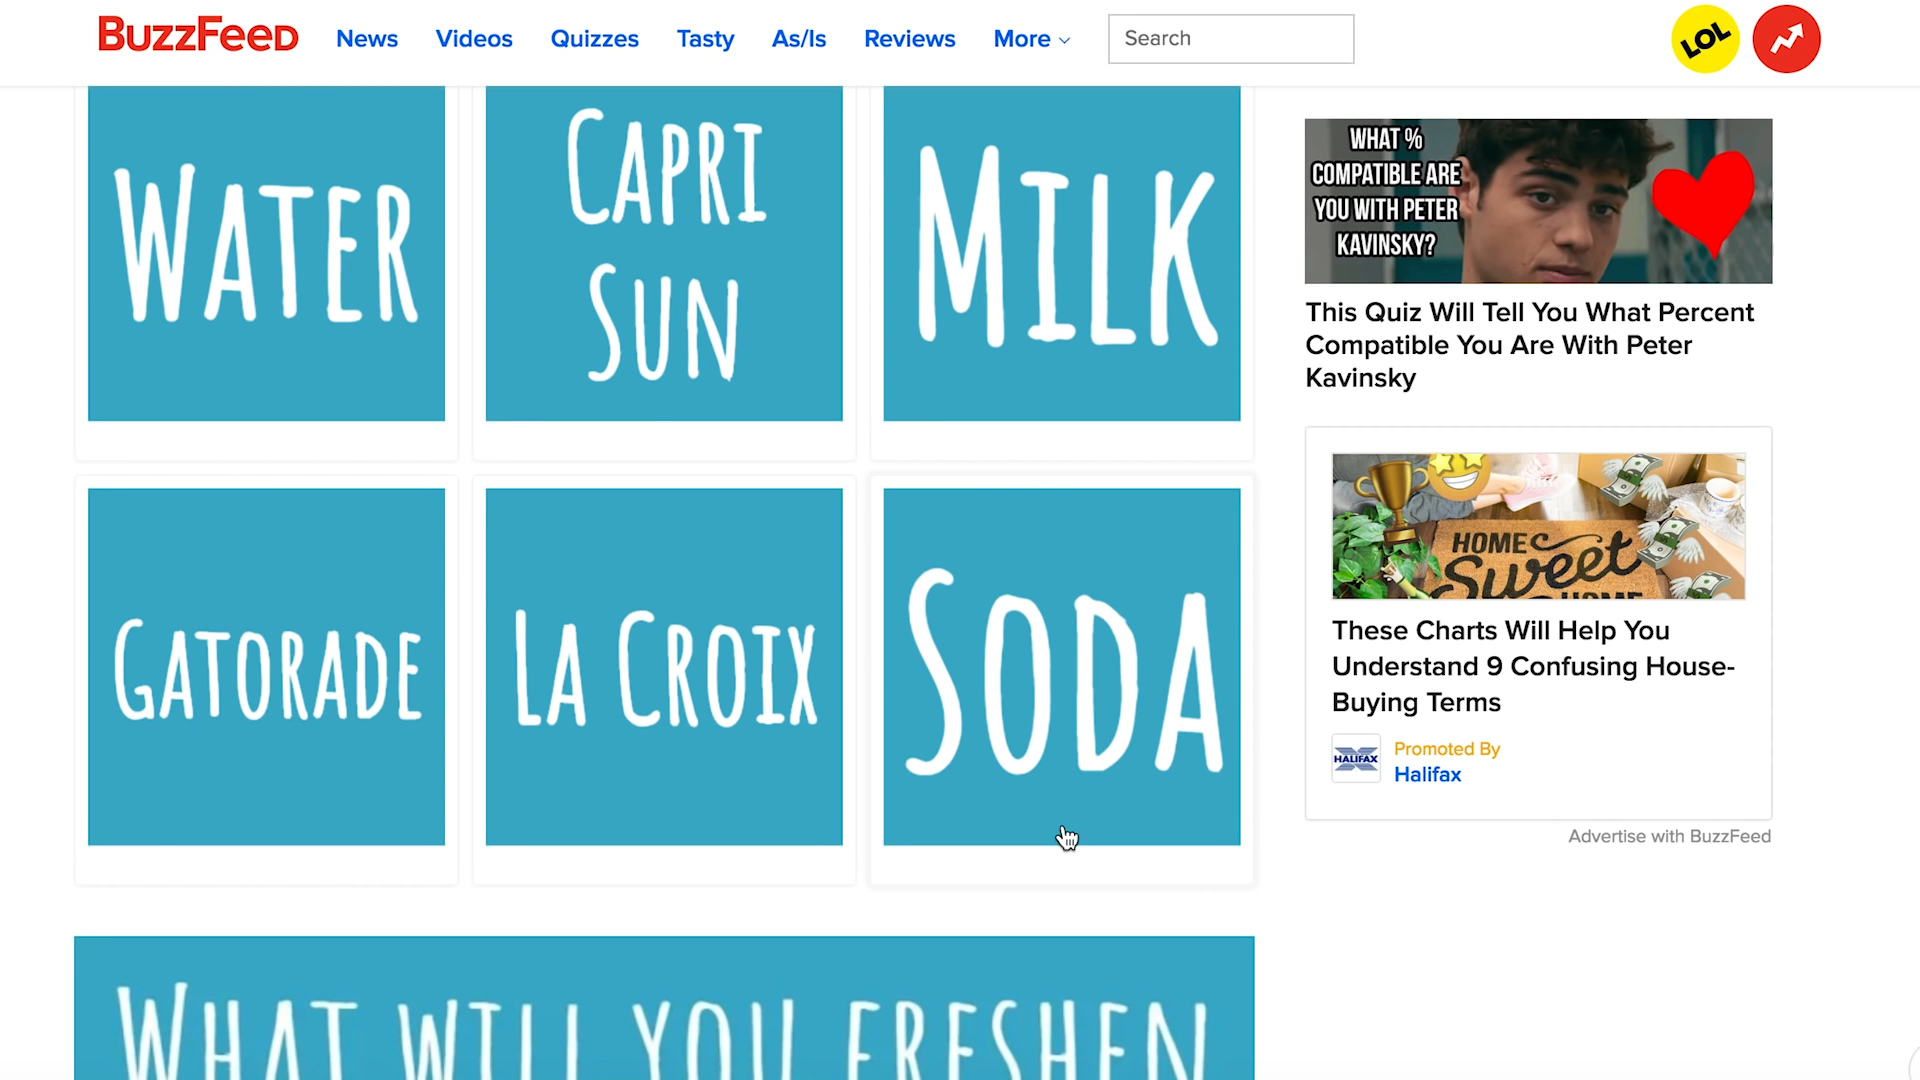 BuzzFeeD
News
Videos
Quizzes
Tasty
As/Is
Reviews
More
Search
LOL
WATER
CAPRI
SUN
MILK
GATORADE
LA CROIX
SODA
WHAT WILL YOU FRESHEN
WHAT %
COMPATIBLE ARE
YOU WITH PETER
KAVINSKY?
This Quiz Will Tell You What Percent
Compatible You Are With Peter
Kavinsky
HOME
Sweet
HOME
These Charts Will Help You
Understand 9 Confusing House-
Buying Terms
HALIFAX
Promoted By
Halifax
Advertise with BuzzFeed